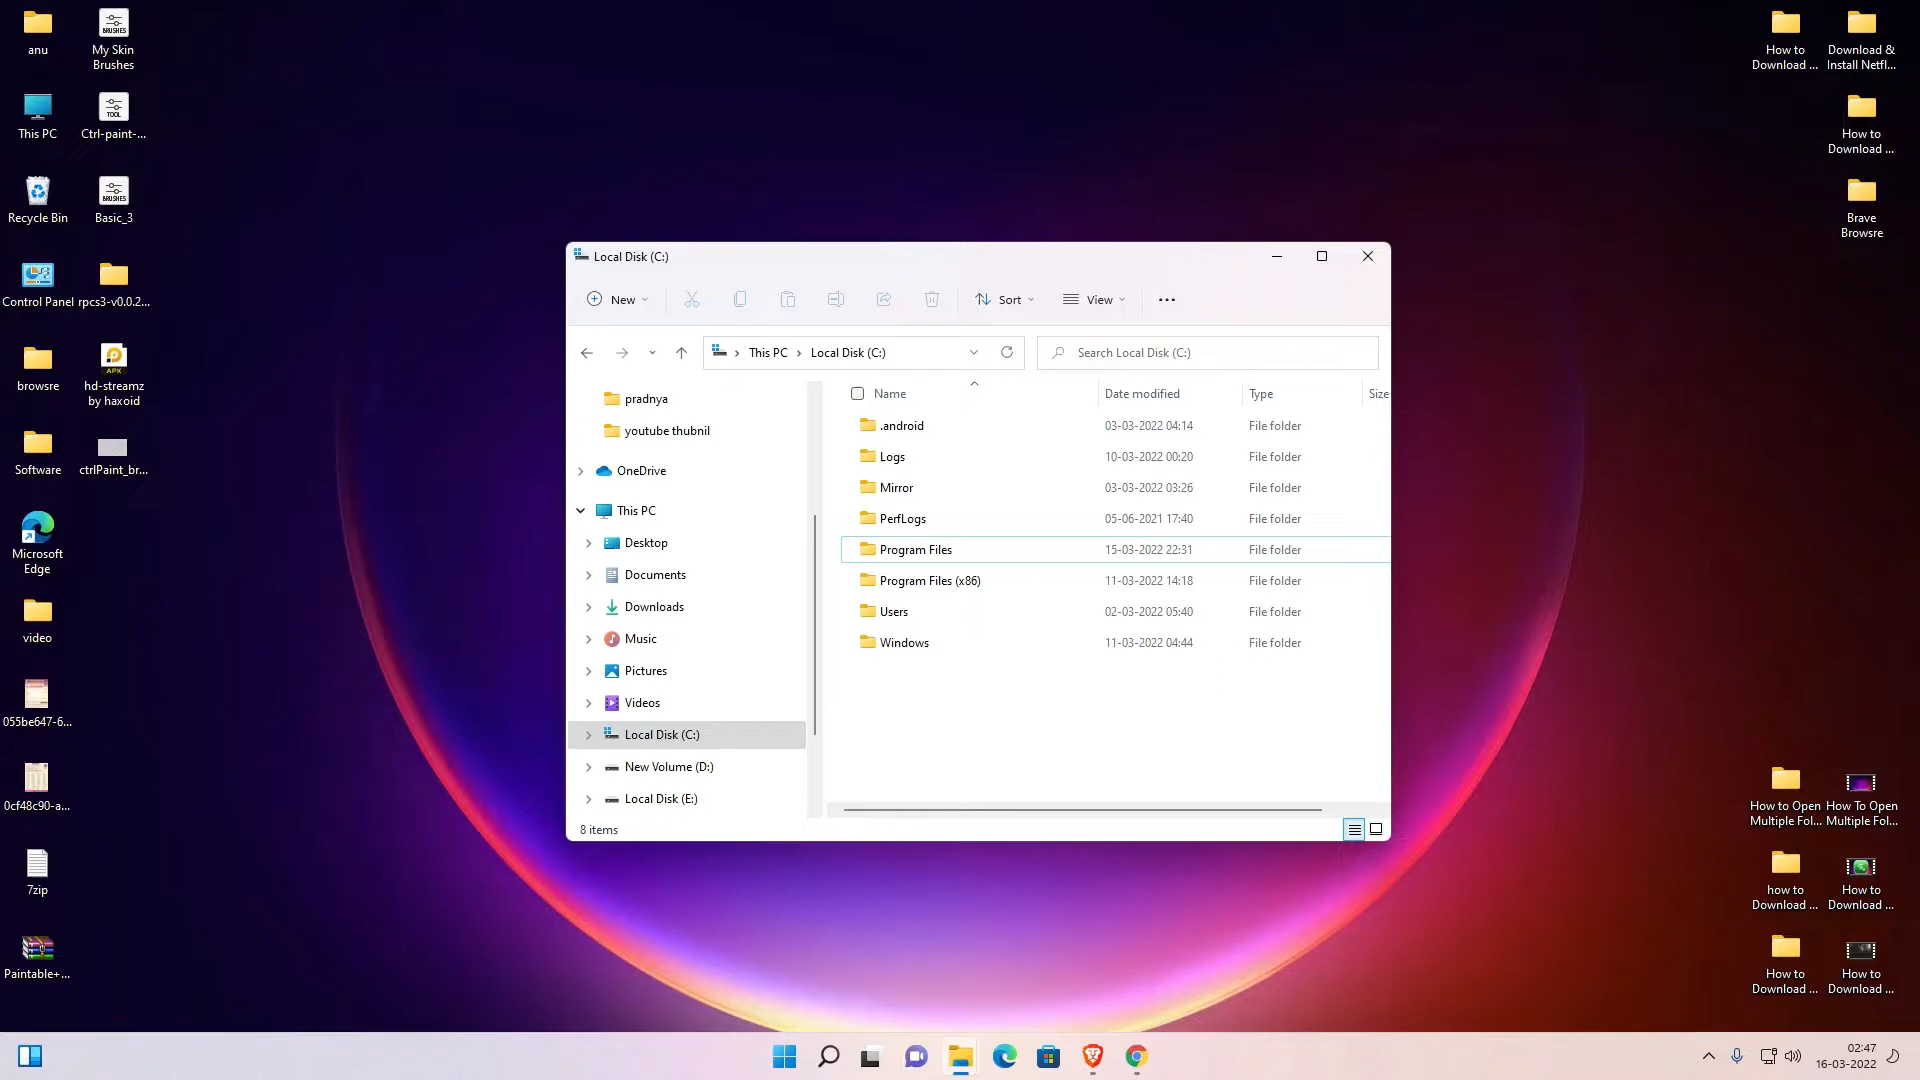 anu
My Skin
Brushes
This PC
Ctrl-paint-...
Recycle Bin
Basic_3
Control Panel
rpcs3-v0.0.2...
browsre
hd-streamz
by haxoid
Software
ctrlPaint_br...
Microsoft
Edge
video
055be647-6...
0cf48c90-a...
7zip
Paintable+...
BRUSHES
TOOL
BRUSHES
APK
Local Disk (C:)
New
Sort
View
This PC
Local Disk (C:)
Search Local Disk (C:)
pradnya
youtube thubnil
OneDrive
This PC
Desktop
Documents
Downloads
Music
Pictures
Videos
Local Disk (C:)
New Volume (D:)
Local Disk (E:)
Name Date modified Type Size
.android 03-03-2022 04:14 File folder
Logs 10-03-2022 00:20 File folder
Mirror 03-03-2022 03:26 File folder
PerfLogs 05-06-2021 17:40 File folder
Program Files 15-03-2022 22:31 File folder
Program Files (x86) 11-03-2022 14:18 File folder
Users 02-03-2022 05:40 File folder
Windows 11-03-2022 04:44 File folder
8 items
How to
Download ...
Download &
Install Netfl...
How to
Download ...
Brave
Browsre
How to Open
Multiple Fol...
How To Open
Multiple Fol...
how to
Download ...
How to
Download ...
How to
Download ...
How to
Download ...
02:47
16-03-2022